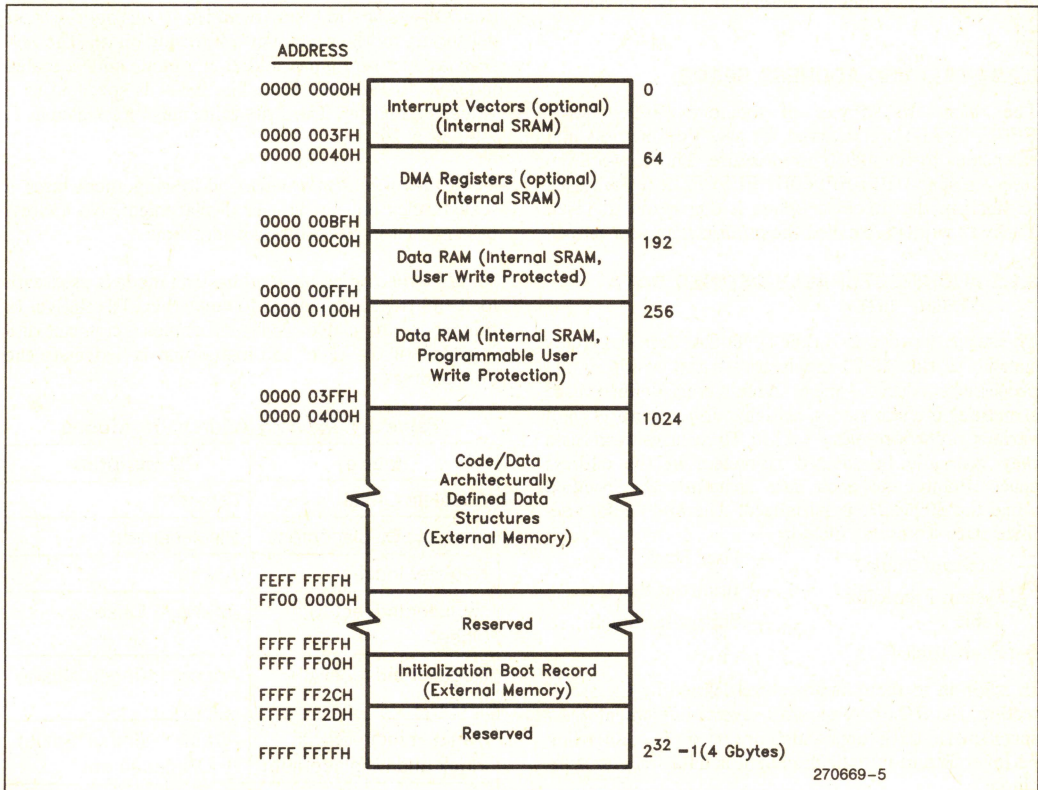 ADDRESS
0000 0000H
0
Interrupt Vectors (optional)
(Internal SRAM)
0000 003FH
0000 0040H
64
DMA Registers (optional)
(Internal SRAM)
0000 00BFH
0000 00C0H
192
Data RAM (Internal SRAM,
User Write Protected)
0000 00FFH
0000 0100H
256
Data RAM (Internal SRAM,
Programmable User
Write Protection)
0000 03FFH
0000 0400H
1024
Code/Data
Architecturally
Defined Data
Structures
(External Memory)
FEFF FFFFH
FF00 0000H
Reserved
FFFF FEFFH
FFFF FF00H
Initialization Boot Record
(External Memory)
FFFF FF2CH
FFFF FF2DH
Reserved
FFFF FFFFH
2^32 -1(4 Gbytes)
270669-5